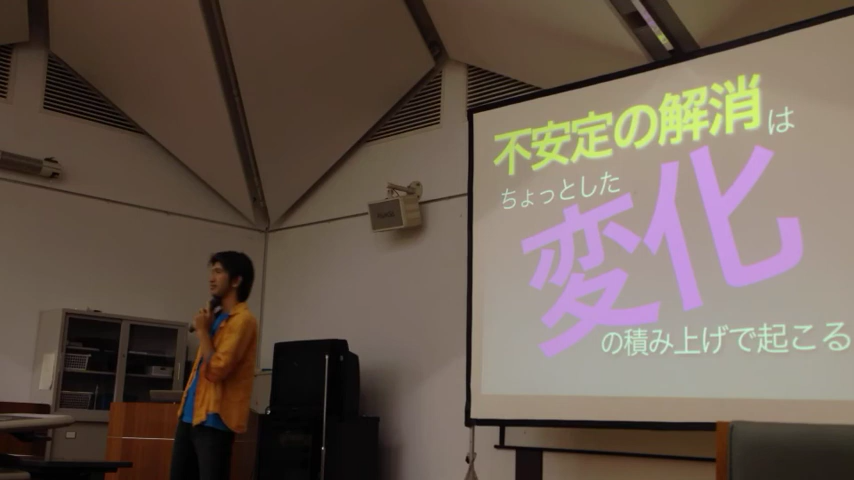 不安定の解消は
ちょっとした
変化
の積み上げで起こる